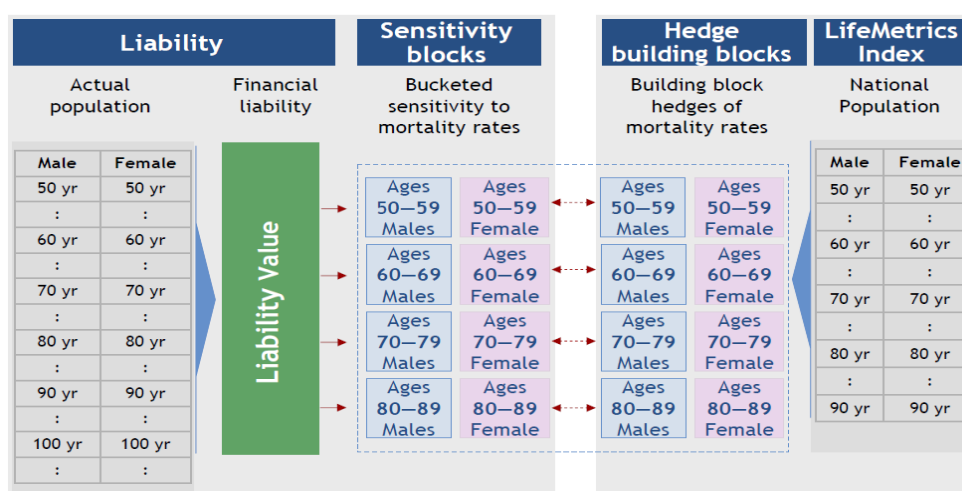 Liability
Sensitivity
blocks
Hedge
building blocks
LifeMetrics
Index
Actual
population
Financial
liability
Bucketed
sensitivity to
mortality rates
Building block
hedges of
mortality rates
National
Population
Male Female
50 yr 50 yr
: :
60 yr 60 yr
: :
70 yr 70 yr
: :
80 yr 80 yr
: :
90 yr 90 yr
: :
100 yr 100 yr
: :
Liability Value
Ages
50–59
Males
Ages
50–59
Female
Ages
60–69
Males
Ages
60–69
Female
Ages
70–79
Males
Ages
70–79
Female
Ages
80–89
Males
Ages
80–89
Female
Ages
50–59
Males
Ages
50–59
Female
Ages
60–69
Males
Ages
60–69
Female
Ages
70–79
Males
Ages
70–79
Female
Ages
80–89
Males
Ages
80–89
Female
Male Female
50 yr 50 yr
: :
60 yr 60 yr
: :
70 yr 70 yr
: :
80 yr 80 yr
: :
90 yr 90 yr